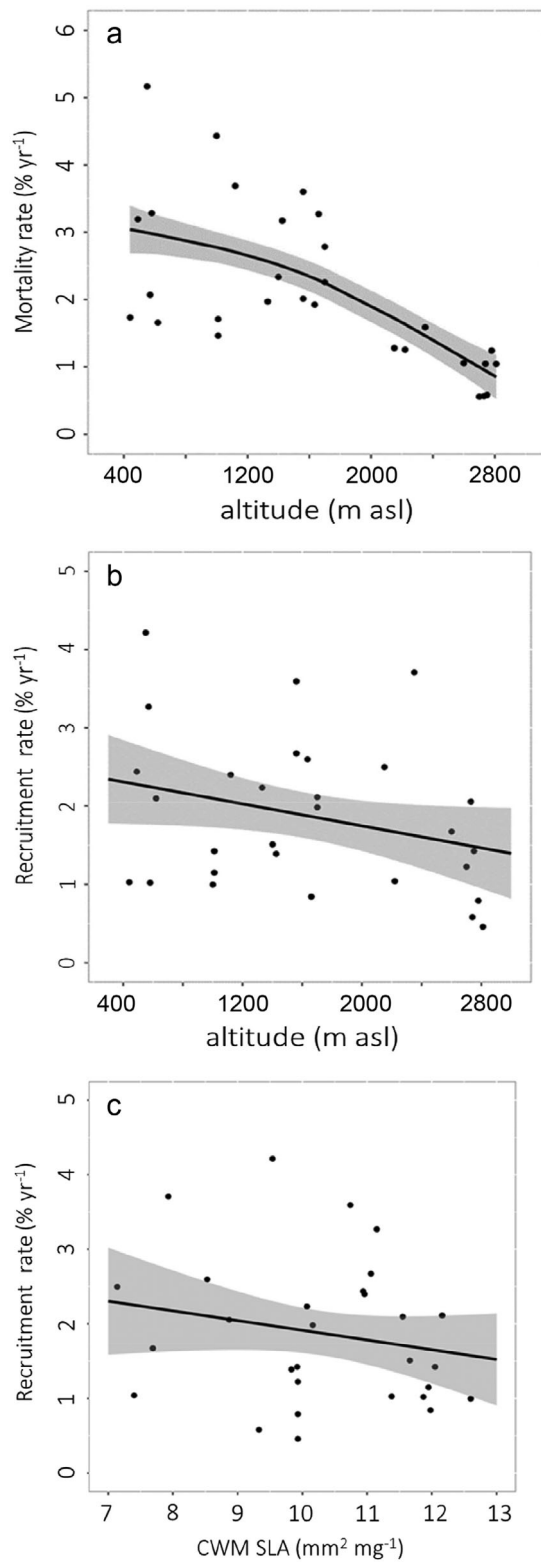 a
Mortality rate (% yr-1)
6
5
4
3
2
1
0
400 1200 2000 2800
altitude (m asl)
b
Recruitment rate (% yr-1)
5
4
3
2
1
0
400 1200 2000 2800
altitude (m asl)
c
Recruitment rate (% yr-1)
5
4
3
2
1
0
7 8 9 10 11 12 13
CWM SLA (mm2 mg-1)